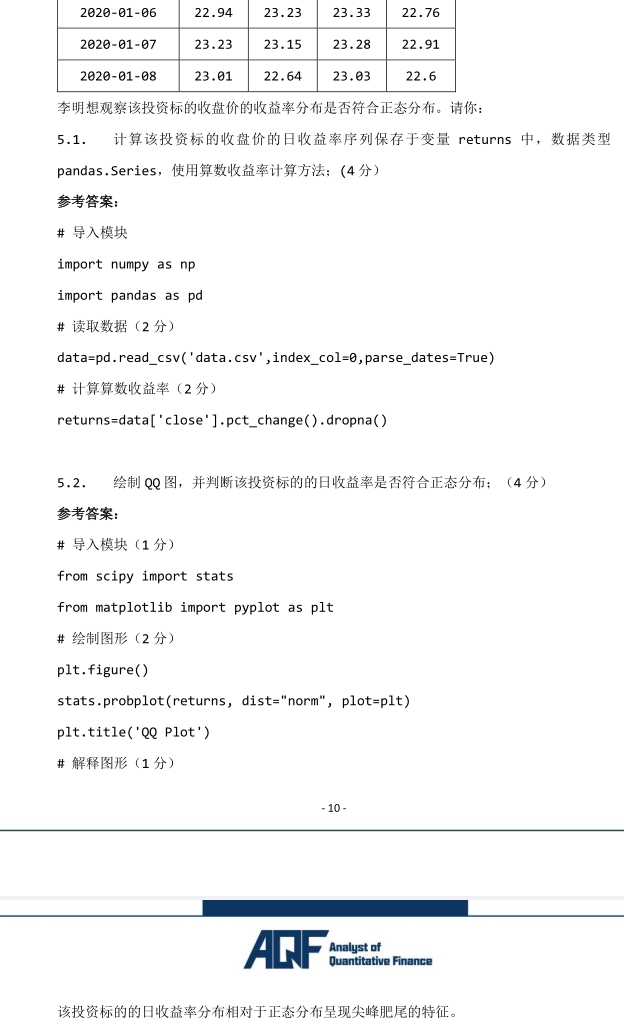 2020-01-06 22.94 23.23 23.33 22.76
2020-01-07 23.23 23.15 23.28 22.91
2020-01-08 23.01 22.64 23.03 22.6
李明想观察该投资标的收盘价的收益率分布是否符合正态分布。请你：
5.1. 计算该投资标的收盘价的日收益率序列保存于变量 returns 中，数据类型
pandas.Series，使用算数收益率计算方法；(4 分）
参考答案：
# 导入模块
import numpy as np
import pandas as pd
# 读取数据（2 分）
data=pd.read_csv('data.csv',index_col=0,parse_dates=True)
# 计算算数收益率（2 分）
returns=data['close'].pct_change().dropna()
5.2. 绘制 QQ 图，并判断该投资标的的日收益率是否符合正态分布；（4 分）
参考答案：
# 导入模块（1 分）
from scipy import stats
from matplotlib import pyplot as plt
# 绘制图形（2 分）
plt.figure()
stats.probplot(returns, dist="norm", plot=plt)
plt.title('QQ Plot')
# 解释图形（1 分）
- 10 -
AQF Analyst of
Quantitative Finance
该投资标的的日收益率分布相对于正态分布呈现尖峰肥尾的特征。